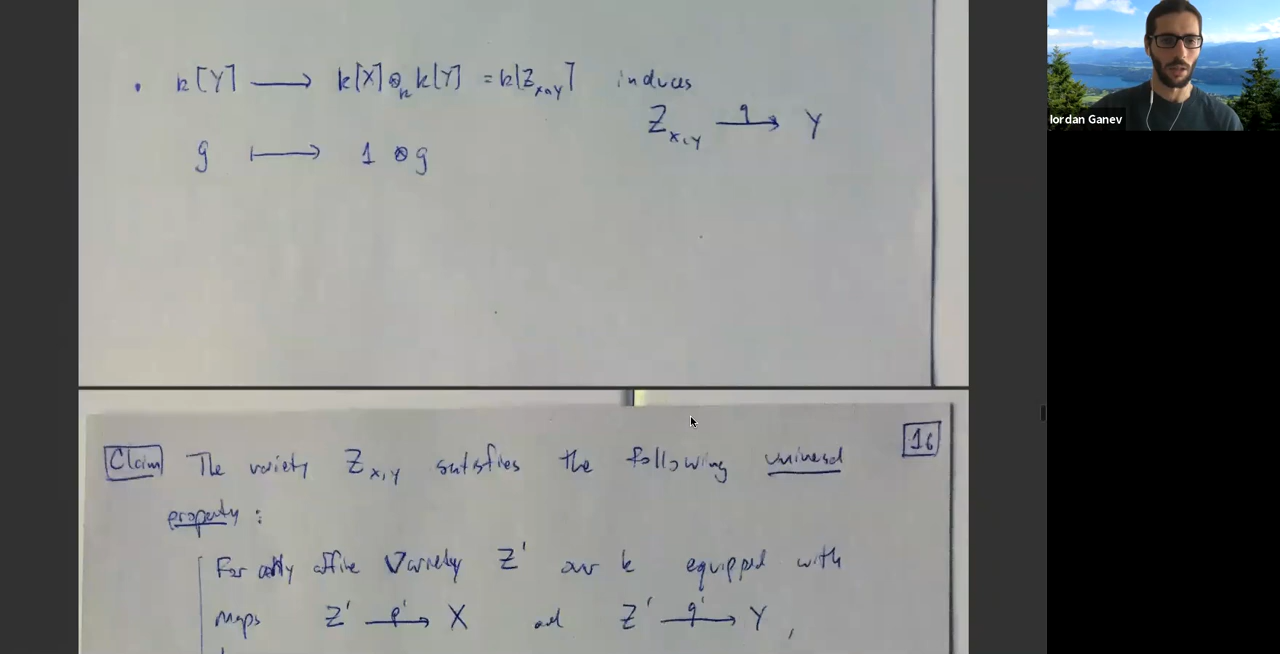 • k[Y] ⟶ k[X] ⊗ₖ k[Y] = k[Z_{X,Y}] induces
Z_{X,Y} —q→ Y
g ⟼ 1 ⊗ g
Iordan Ganev
16
Claim The variety Z_{X,Y} satisfies the following universal
property :
For any affine Variety Z' over k equipped with
maps Z' —p'→ X and Z' —q'→ Y ,